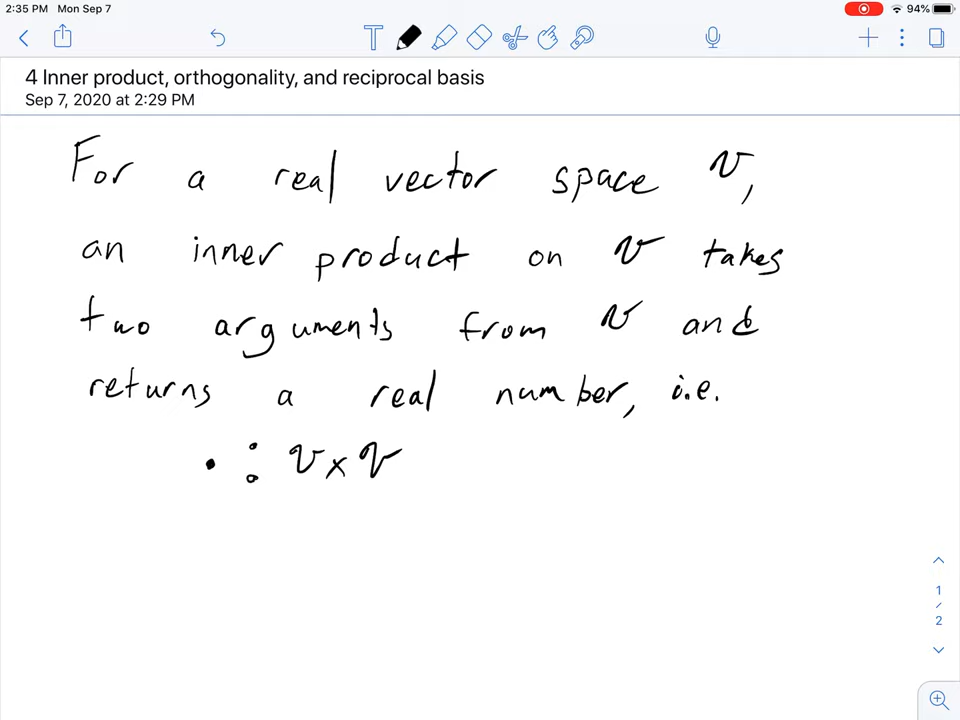 2:35 PM Mon Sep 7
94%
4 Inner product, orthogonality, and reciprocal basis
Sep 7, 2020 at 2:29 PM
For a real vector space 𝒱,
an inner product on 𝒱 takes
two arguments from 𝒱 and
returns a real number, i.e.
• : 𝒱 × 𝒱
1
/
2